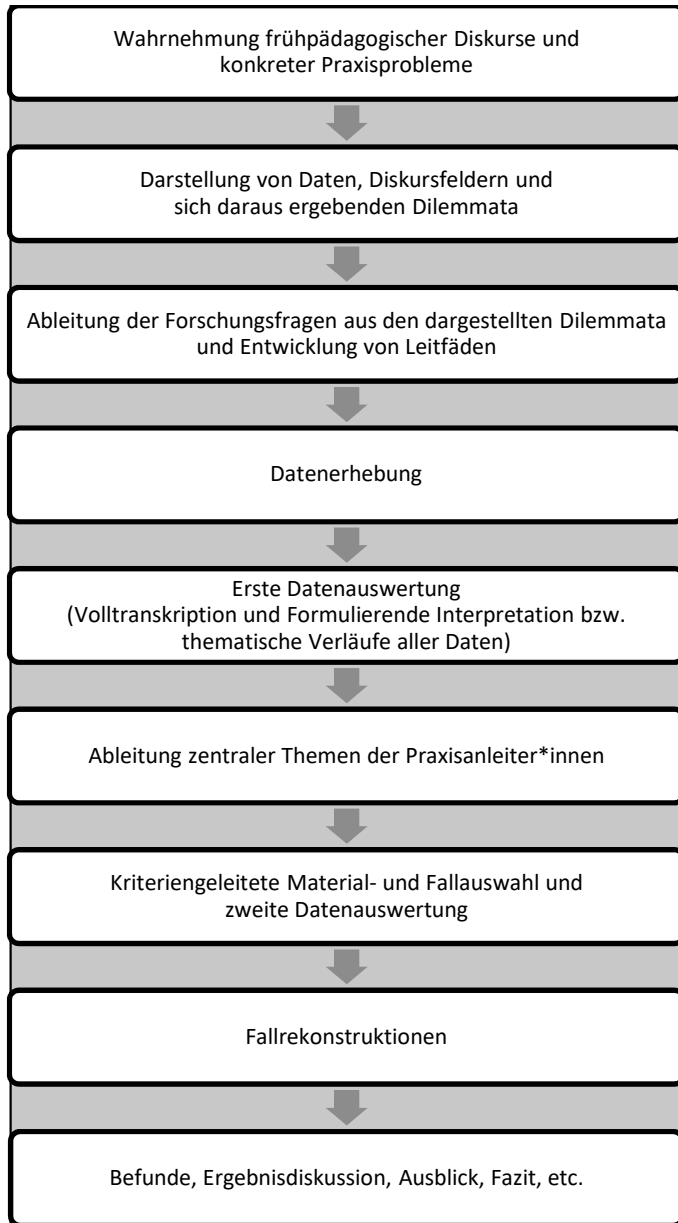 Wahrnehmung frühpädagogischer Diskurse und
konkreter Praxisprobleme
Darstellung von Daten, Diskursfeldern und
sich daraus ergebenden Dilemmata
Ableitung der Forschungsfragen aus den dargestellten Dilemmata
und Entwicklung von Leitfäden
Datenerhebung
Erste Datenauswertung
(Volltranskription und Formulierende Interpretation bzw.
thematische Verläufe aller Daten)
Ableitung zentraler Themen der Praxisanleiter*innen
Kriteriengeleitete Material- und Fallauswahl und
zweite Datenauswertung
Fallrekonstruktionen
Befunde, Ergebnisdiskussion, Ausblick, Fazit, etc.